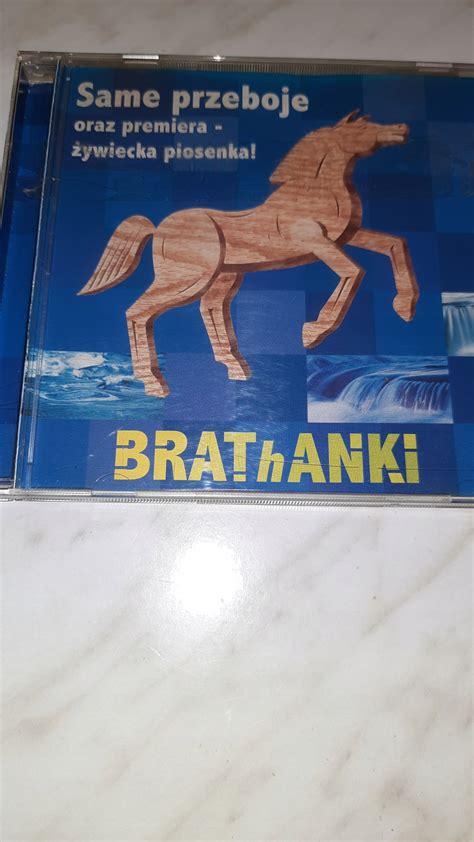 Same przeboje
oraz premiera -
żywiecka piosenka!
BRAThANKI